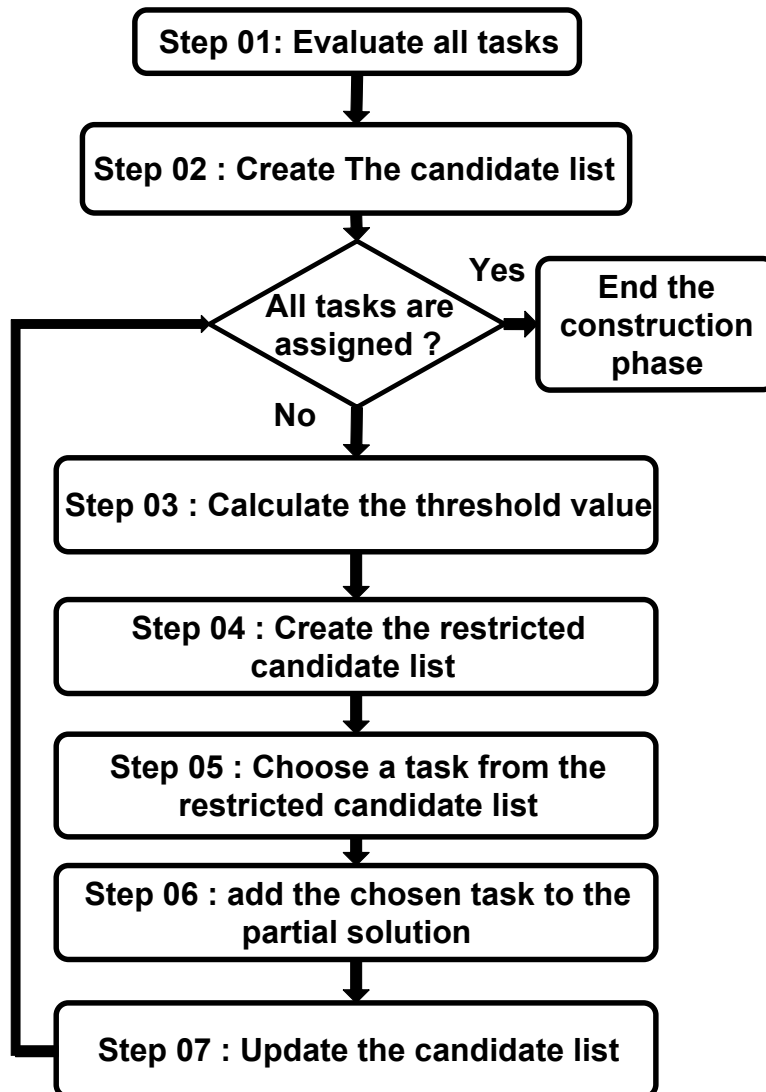 Step 01: Evaluate all tasks
Step 02 : Create The candidate list
Yes
All tasks are
assigned ?
End the
construction
phase
No
Step 03 : Calculate the threshold value
Step 04 : Create the restricted
candidate list
Step 05 : Choose a task from the
restricted candidate list
Step 06 : add the chosen task to the
partial solution
Step 07 : Update the candidate list